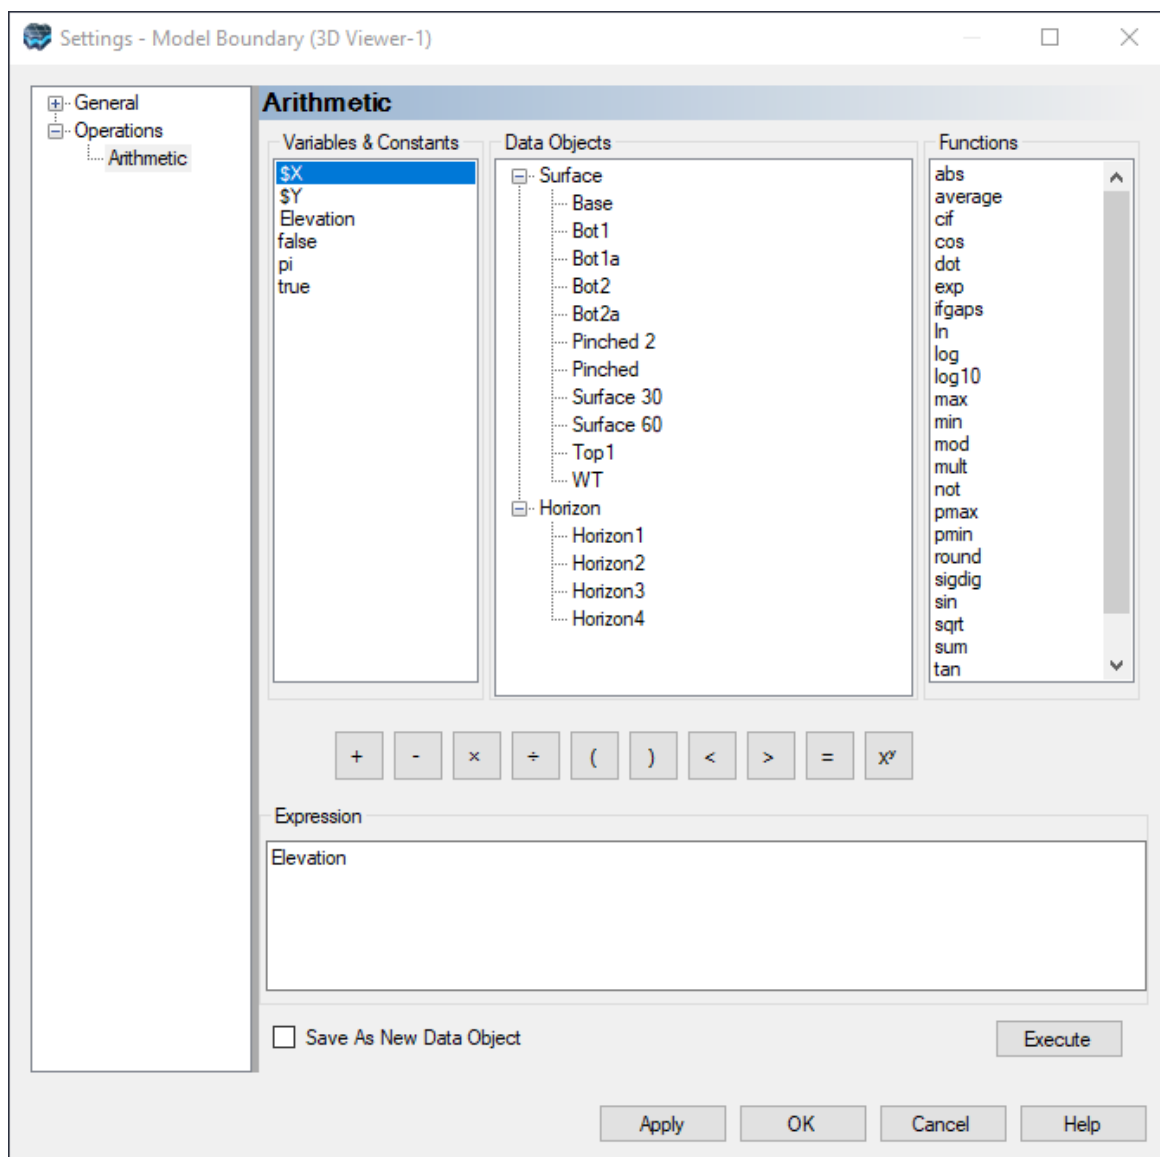 Settings - Model Boundary (3D Viewer-1)
General
Operations
Arithmetic
Arithmetic
Variables & Constants
$X
$Y
Elevation
false
pi
true
Data Objects
Surface
Base
Bot1
Bot1a
Bot2
Bot2a
Pinched 2
Pinched
Surface 30
Surface 60
Top1
WT
Horizon
Horizon1
Horizon2
Horizon3
Horizon4
Functions
abs
average
cif
cos
dot
exp
ifgaps
ln
log
log10
max
min
mod
mult
not
pmax
pmin
round
sigdig
sin
sqrt
sum
tan
+ - × ÷ ( ) < > = xʸ
Expression
Elevation
Save As New Data Object
Execute
Apply OK Cancel Help